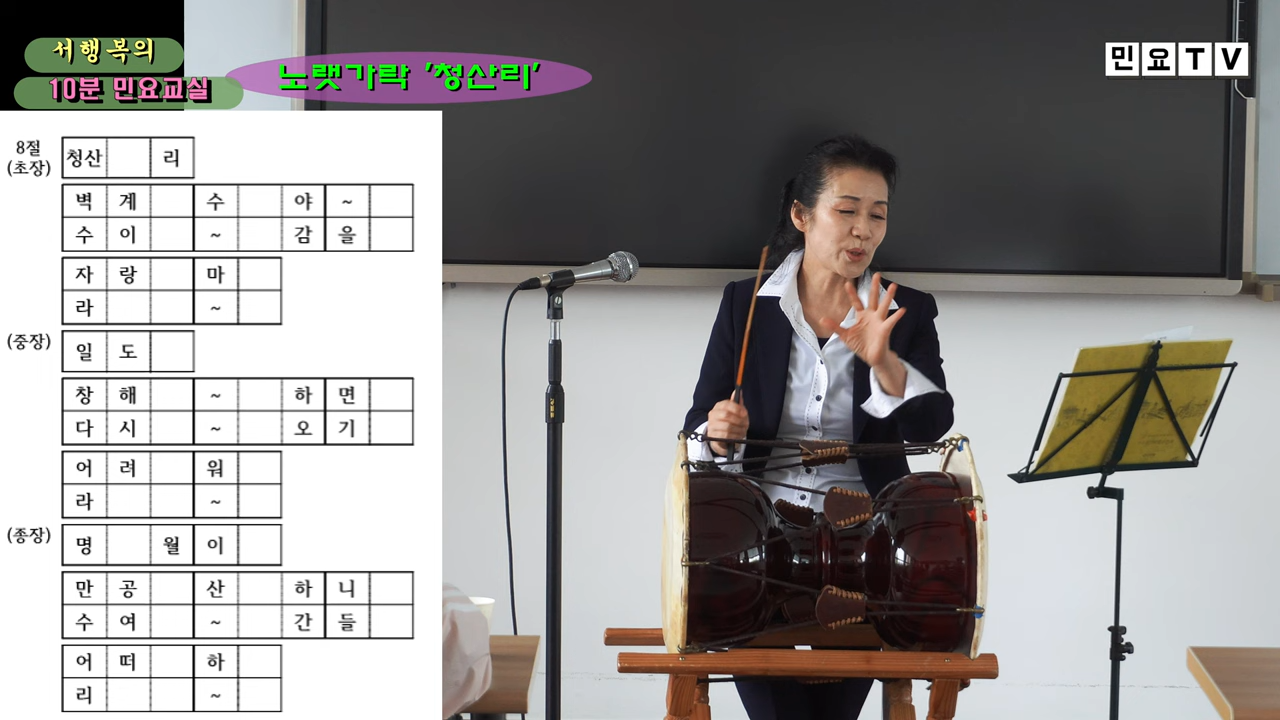 서행복의
10분 민요교실
노랫가락 '청산리'
민요TV
8절
(초장)
청산 리
벽 계 수 야 ~
수 이 ~ 감 을
자 랑 마
라 ~
(중장)
일 도
창 해 ~ 하 면
다 시 ~ 오 기
어 려 워
라 ~
(종장)
명 월 이
만 공 산 하 니
수 여 ~ 간 들
어 떠 하
리 ~